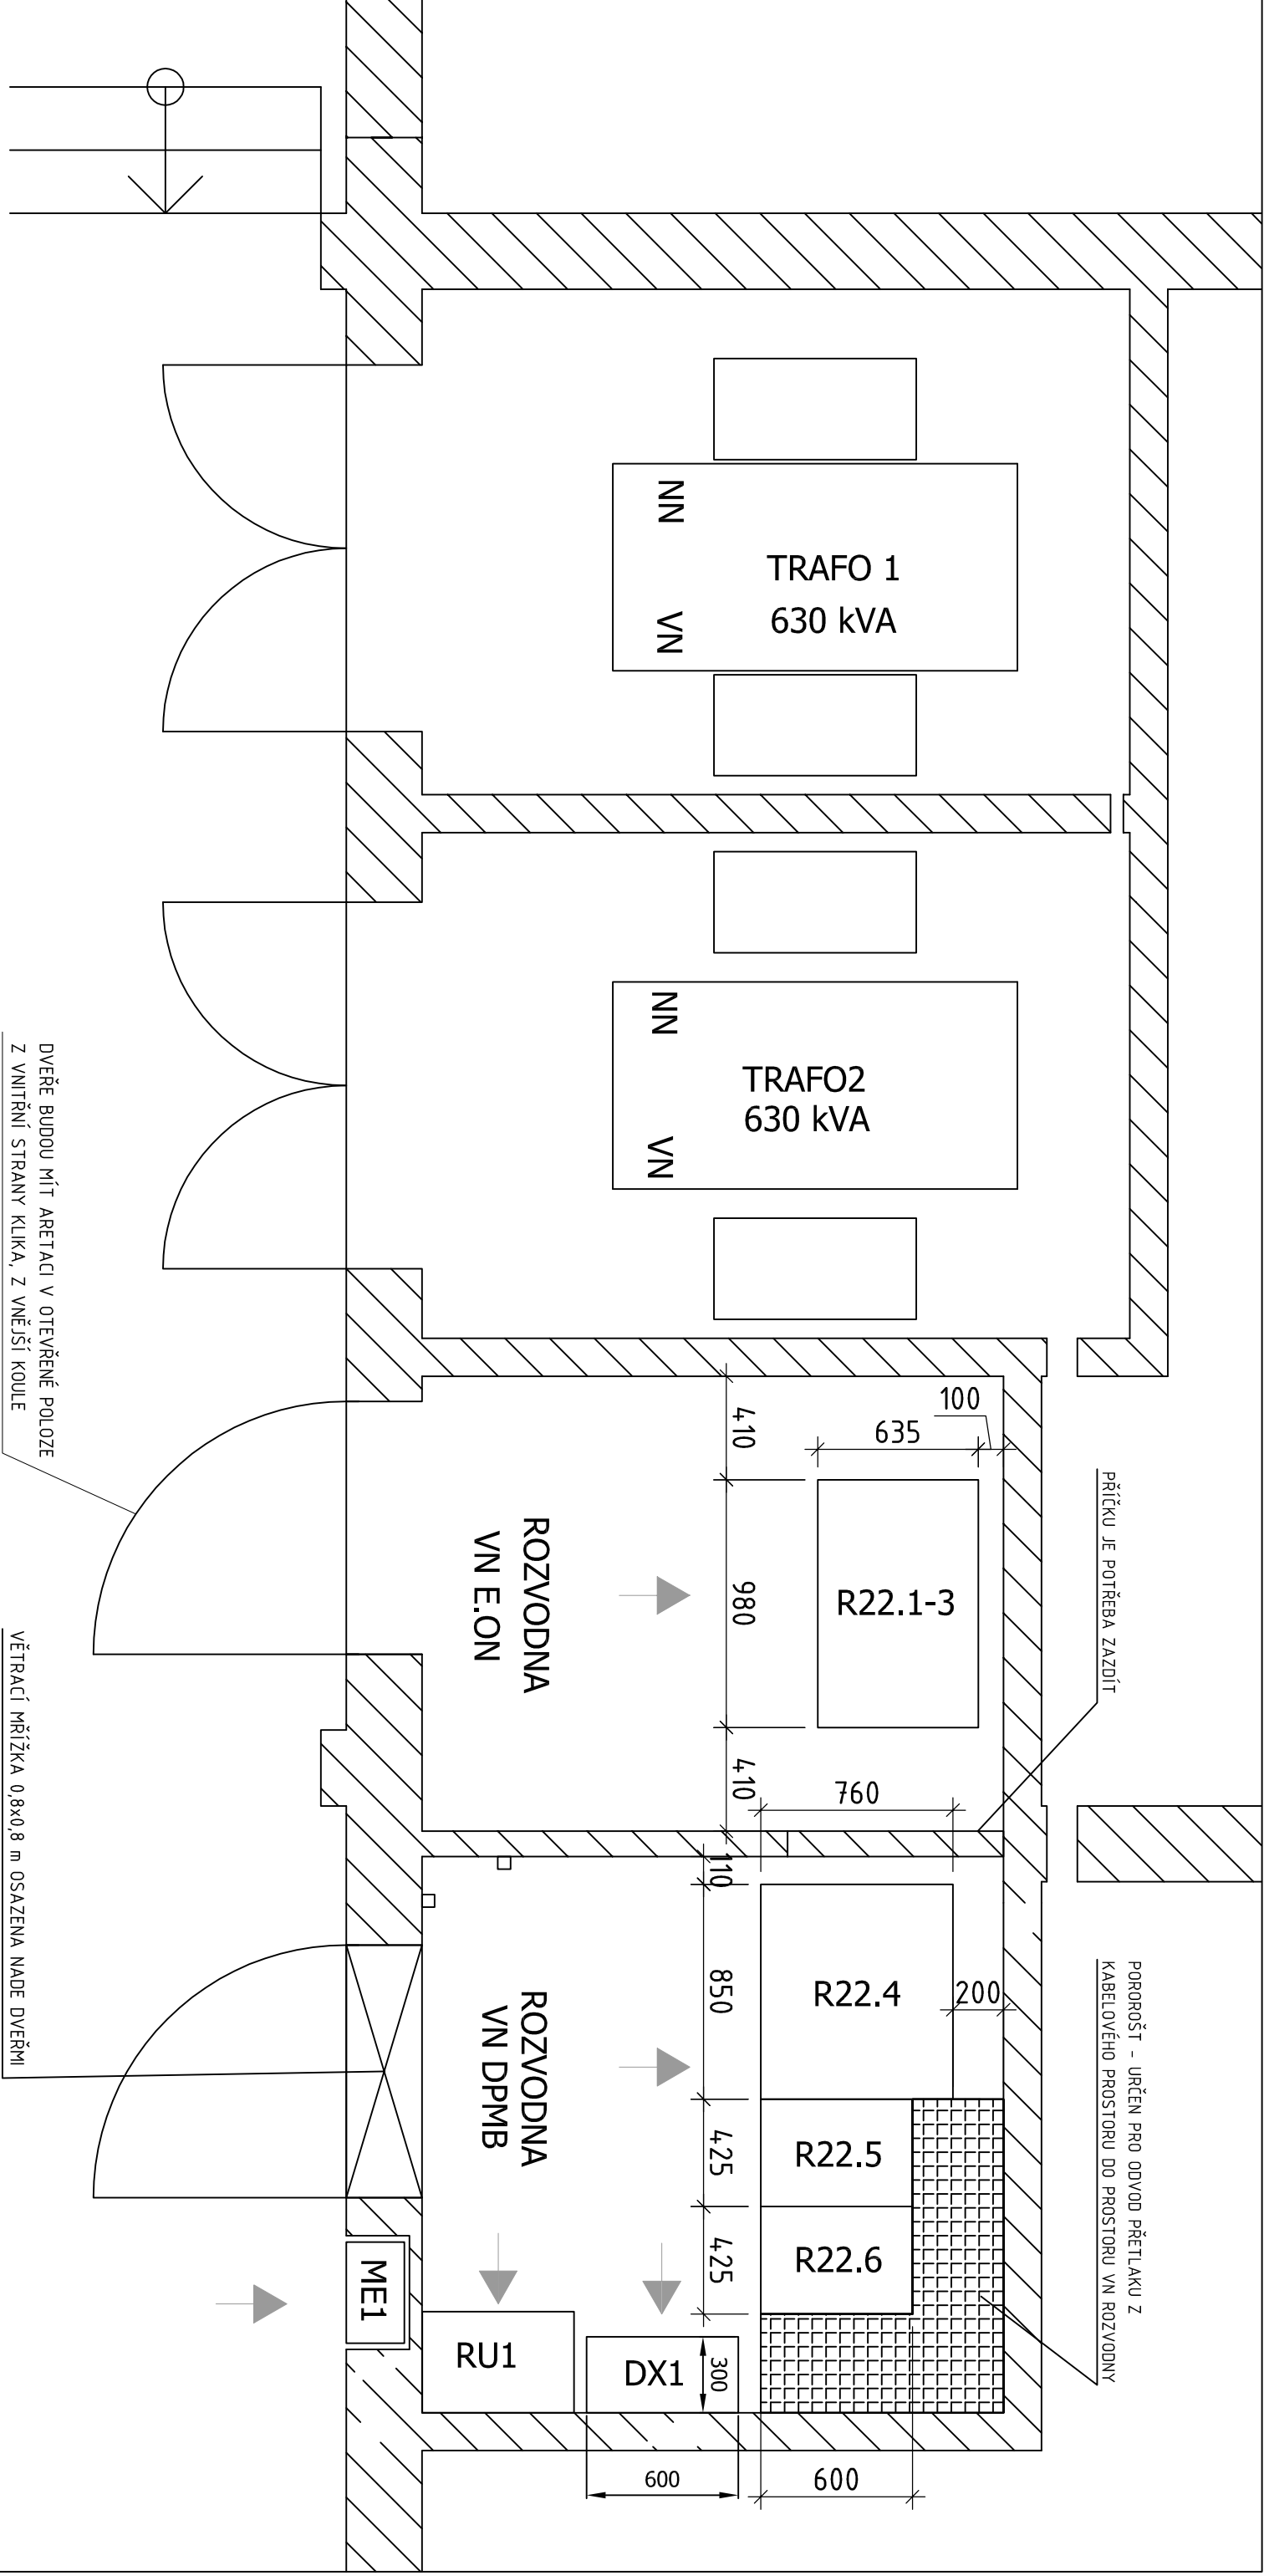 NN
TRAFO 1
630 kVA
VN
NN
TRAFO2
630 kVA
VN
DVEŘE BUDOU MÍT ARETACI V OTEVŘENÉ POLOZE
Z VNITŘNÍ STRANY KLIKA, Z VNĚJŠÍ KOULE
100
635
410
980
410
R22.1-3
ROZVODNA
VN E.ON
PŘÍČKU JE POTŘEBA ZAZDÍT
VĚTRACÍ MŘÍŽKA 0,8x0,8 m OSAZENA NADE DVEŘMI
760
110
850
200
R22.4
425
R22.5
425
R22.6
ROZVODNA
VN DPMB
POROROŠT - URČEN PRO ODVOD PŘETLAKU Z
KABELOVÉHO PROSTORU DO PROSTORU VN ROZVODNY
ME1
RU1
DX1
300
600
600